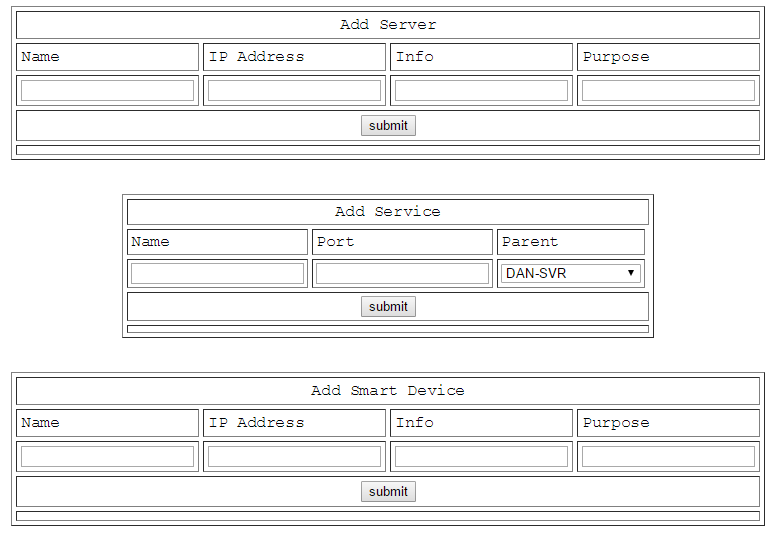 Add Server
Name IP Address Info Purpose
submit
Add Service
Name Port Parent
DAN-SVR
submit
Add Smart Device
Name IP Address Info Purpose
submit